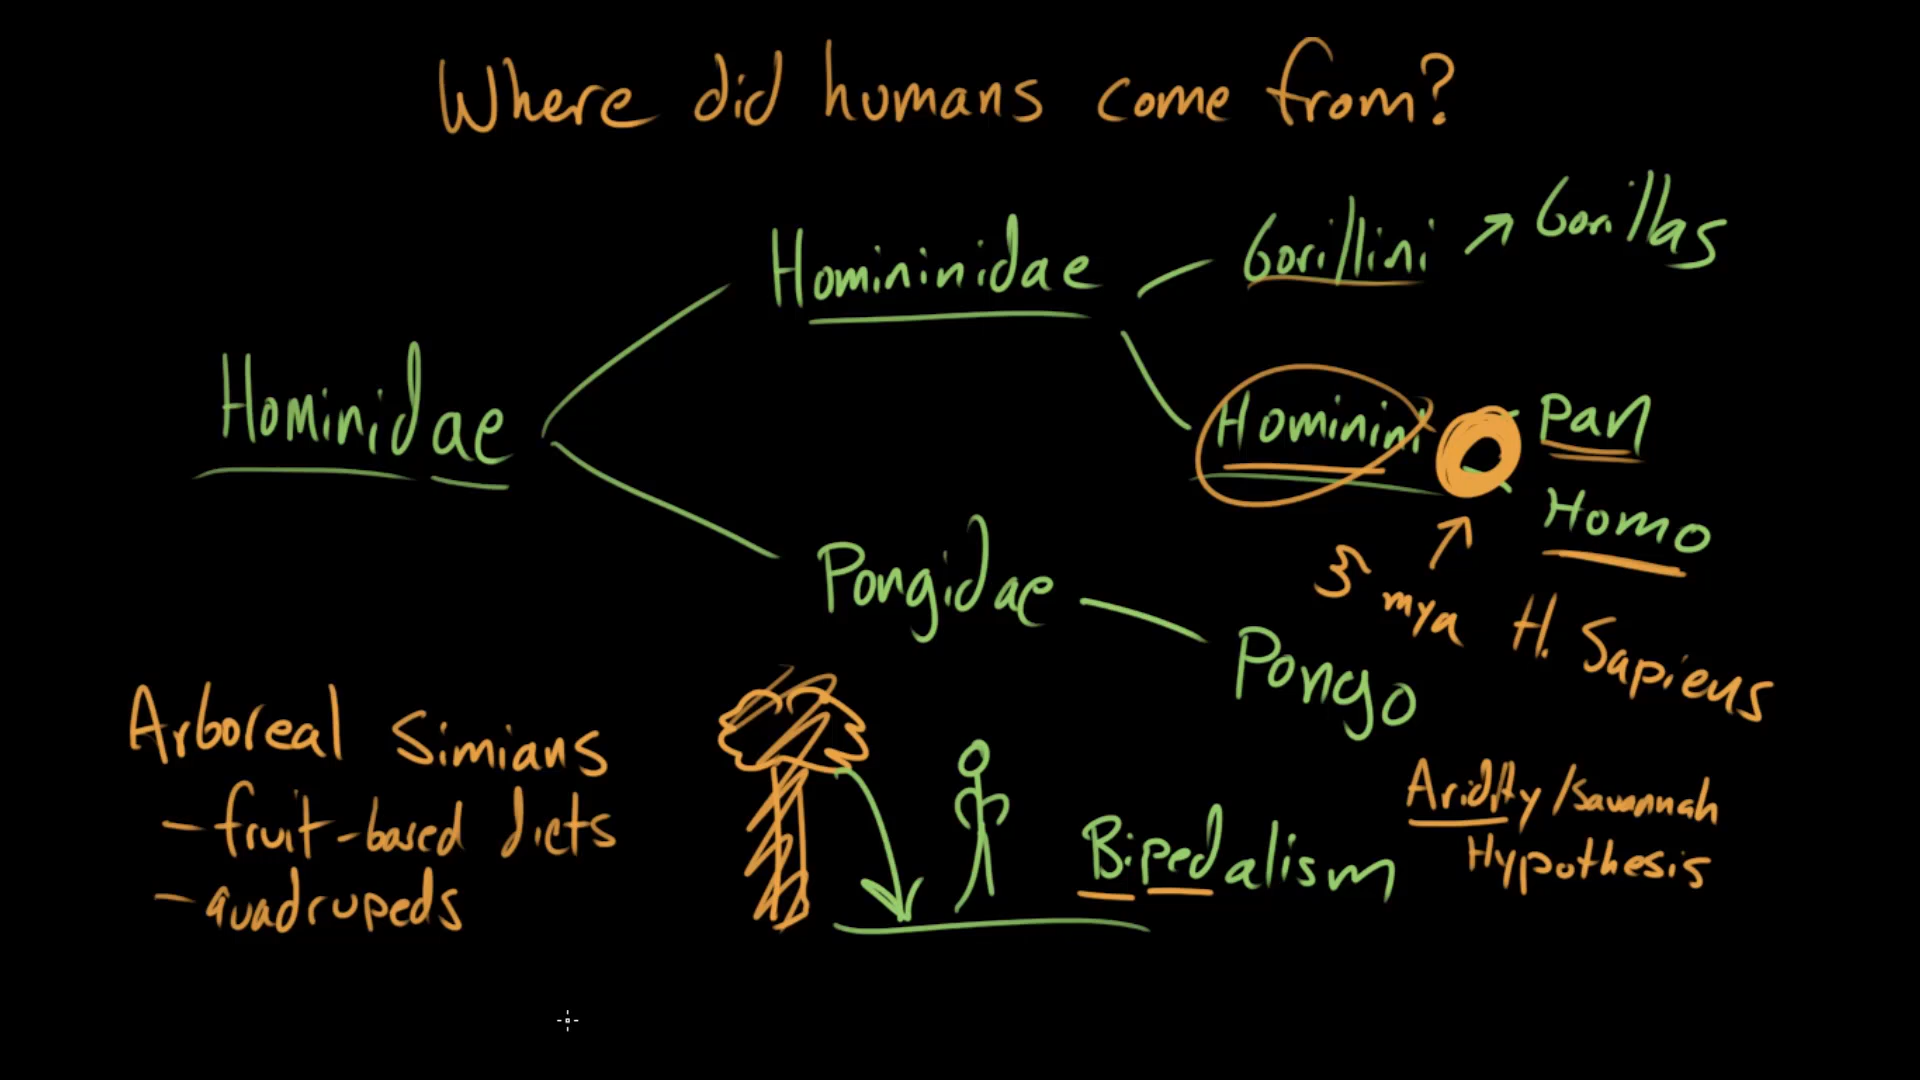 Where did humans come from?
Homininidae
Gorillini
Gorillas
Hominidae
Hominini
Pan
Homo
Pongidae
Pongo
mya
H. Sapiens
Arboreal Simians
- fruit-based diets
- quadrupeds
Bipedalism
Aridity/Savannah
Hypothesis